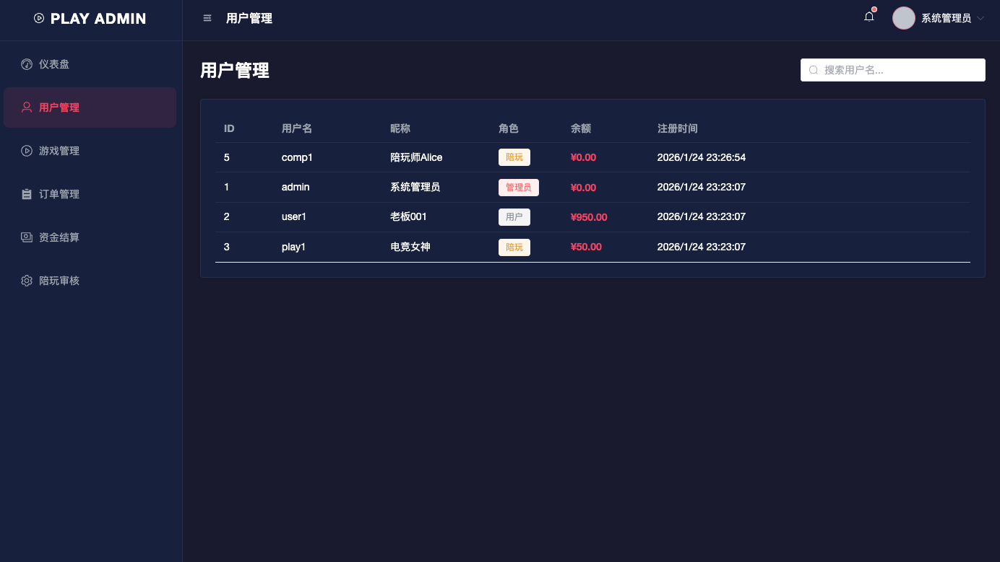 PLAY ADMIN
用户管理
系统管理员
仪表盘
用户管理
游戏管理
订单管理
资金结算
陪玩审核
用户管理
搜索用户名...
ID 用户名 昵称 角色 余额 注册时间
5 comp1 陪玩师Alice 陪玩 ¥0.00 2026/1/24 23:26:54
1 admin 系统管理员 管理员 ¥0.00 2026/1/24 23:23:07
2 user1 老板001 用户 ¥950.00 2026/1/24 23:23:07
3 play1 电竞女神 陪玩 ¥50.00 2026/1/24 23:23:07